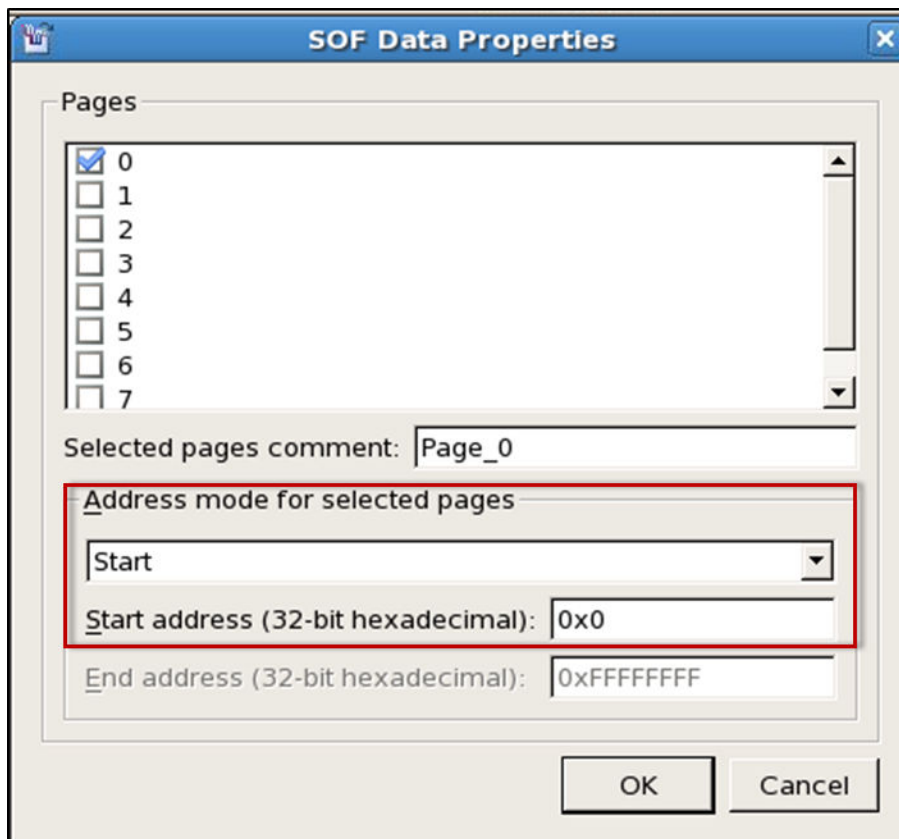 SOF Data Properties
Pages
0
1
2
3
4
5
6
7
Selected pages comment: Page_0
Address mode for selected pages
Start
Start address (32-bit hexadecimal): 0x0
End address (32-bit hexadecimal): 0xFFFFFFFF
OK Cancel